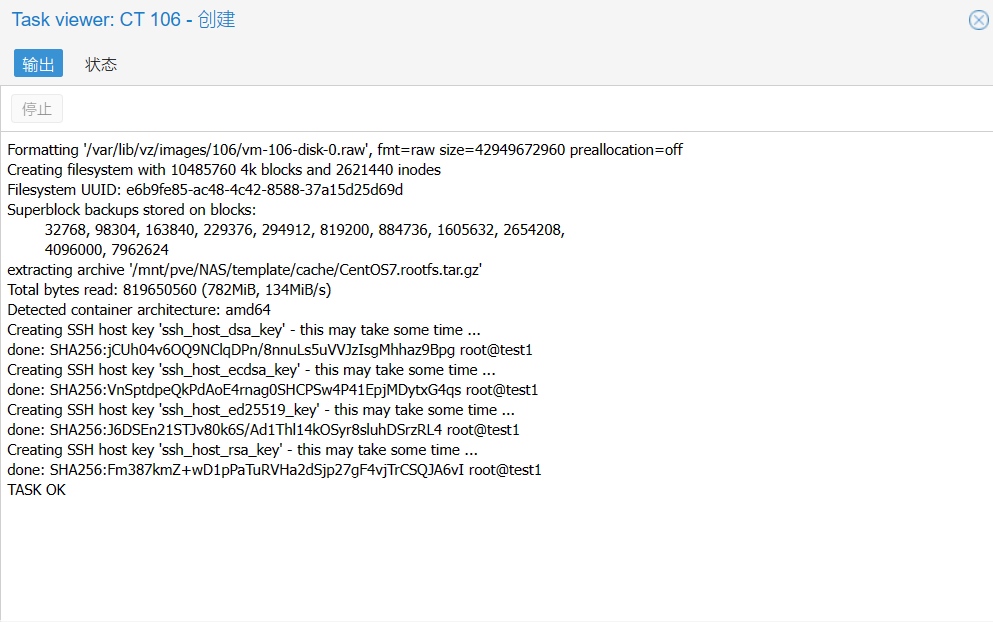 Task viewer: CT 106 - 创建
输出 状态
停止
Formatting '/var/lib/vz/images/106/vm-106-disk-0.raw', fmt=raw size=42949672960 preallocation=off
Creating filesystem with 10485760 4k blocks and 2621440 inodes
Filesystem UUID: e6b9fe85-ac48-4c42-8588-37a15d25d69d
Superblock backups stored on blocks:
32768, 98304, 163840, 229376, 294912, 819200, 884736, 1605632, 2654208,
4096000, 7962624
extracting archive '/mnt/pve/NAS/template/cache/CentOS7.rootfs.tar.gz'
Total bytes read: 819650560 (782MiB, 134MiB/s)
Detected container architecture: amd64
Creating SSH host key 'ssh_host_dsa_key' - this may take some time ...
done: SHA256:jCUh04v6OQ9NClqDPn/8nnuLs5uVVJzIsgMhhaz9Bpg root@test1
Creating SSH host key 'ssh_host_ecdsa_key' - this may take some time ...
done: SHA256:VnSptdpeQkPdAoE4rnag0SHCPSw4P41EpjMDytxG4qs root@test1
Creating SSH host key 'ssh_host_ed25519_key' - this may take some time ...
done: SHA256:J6DSEn21STJv80k6S/Ad1Thl14kOSyr8sluhDSrzRL4 root@test1
Creating SSH host key 'ssh_host_rsa_key' - this may take some time ...
done: SHA256:Fm387kmZ+wD1pPaTuRVHa2dSjp27gF4vjTrCSQJA6vI root@test1
TASK OK